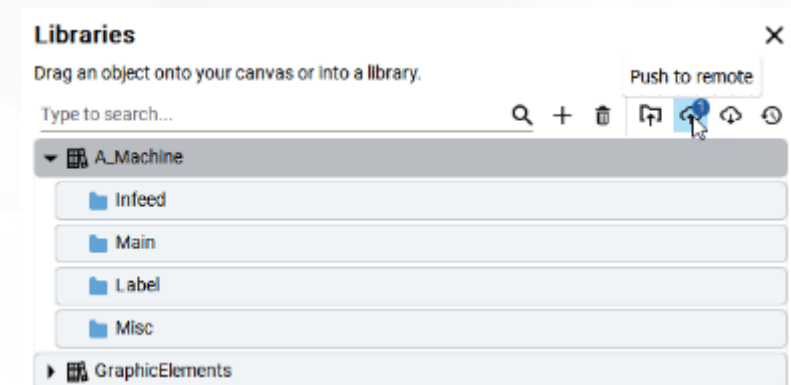 Libraries
Drag an object onto your canvas or into a library.
Push to remote
Type to search...
1
A_Machine
Infeed
Main
Label
Misc
GraphicElements